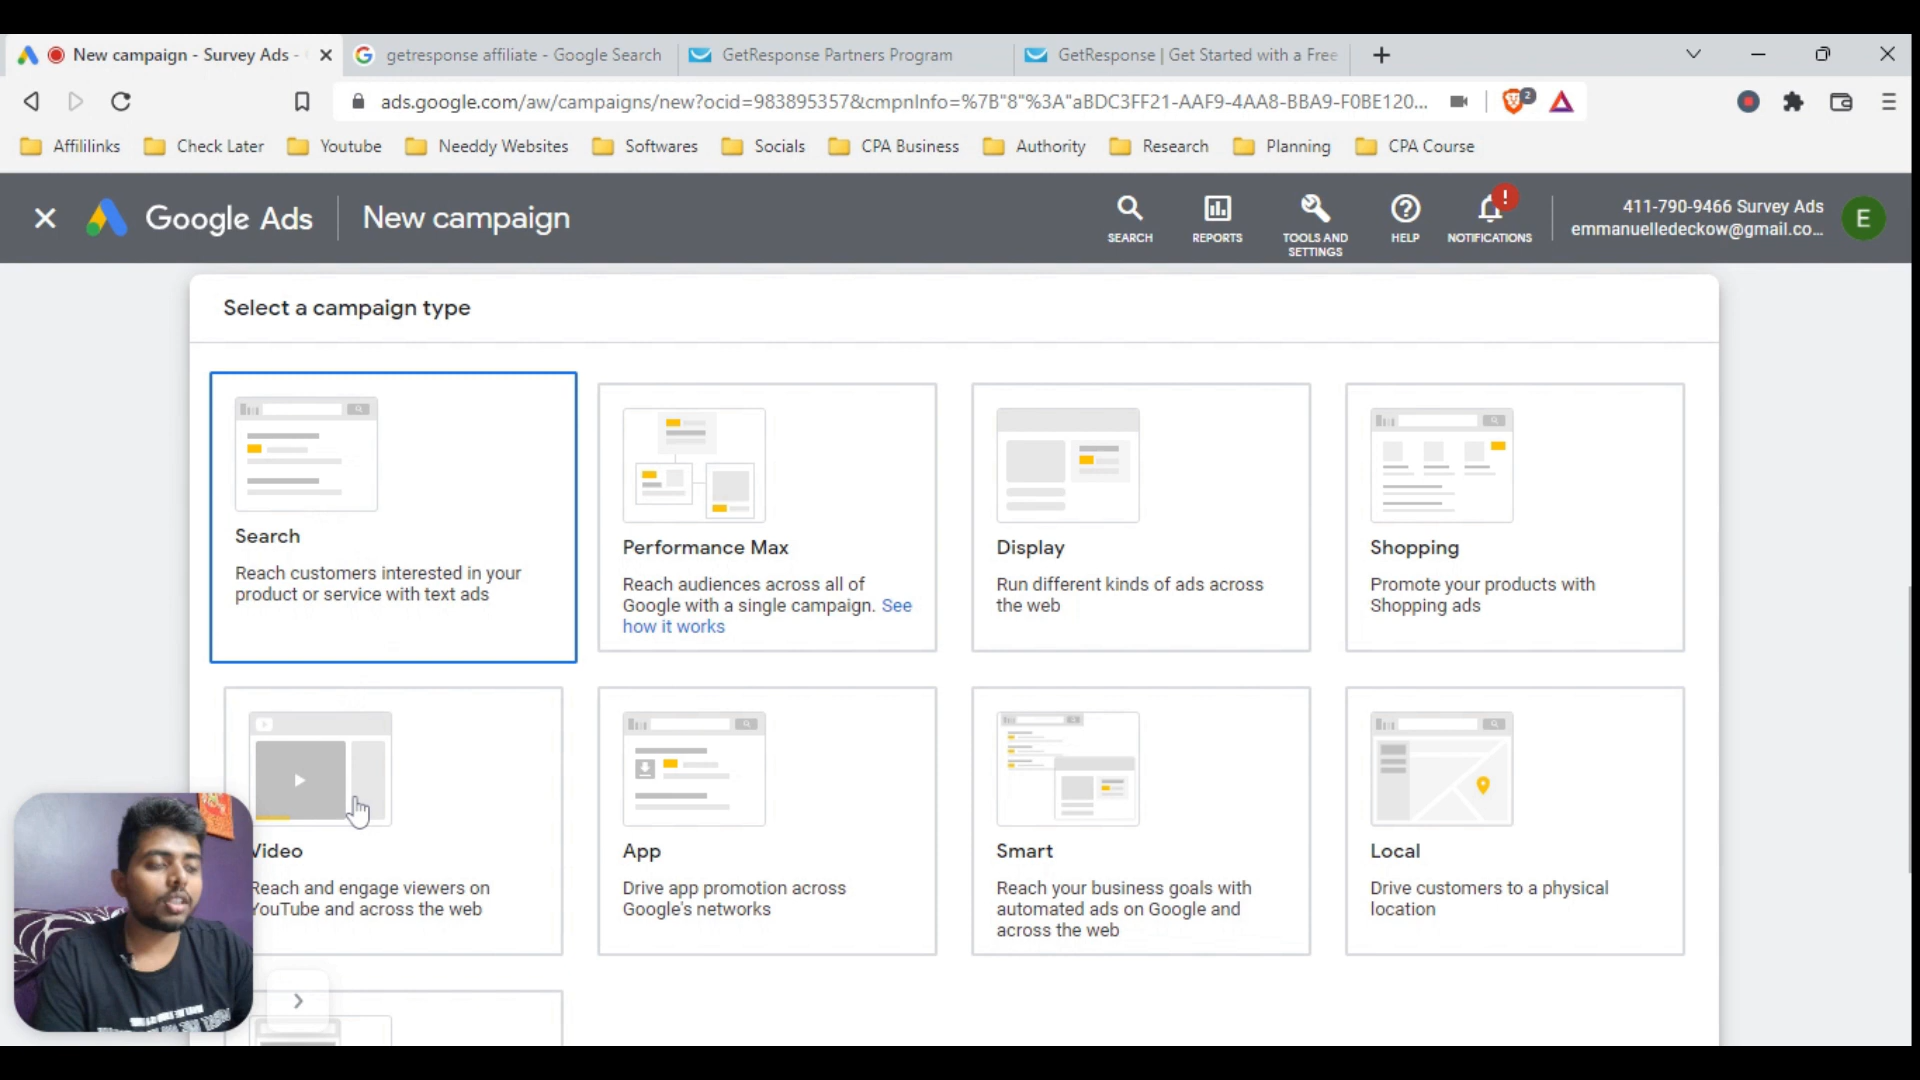 New campaign - Survey Ads -
getresponse affiliate - Google Search
GetResponse Partners Program
GetResponse | Get Started with a Free
ads.google.com/aw/campaigns/new?ocid=983895357&cmpnInfo=%7B"8"%3A"aBDC3FF21-AAF9-4AA8-BBA9-F0BE120...
2
Affililinks
Check Later
Youtube
Needdy Websites
Softwares
Socials
CPA Business
Authority
Research
Planning
CPA Course
Google Ads
New campaign
SEARCH
REPORTS
TOOLS AND
SETTINGS
HELP
!
NOTIFICATIONS
411-790-9466 Survey Ads
emmanuelledeckow@gmail.co...
E
Select a campaign type
Search
Reach customers interested in your
product or service with text ads
Performance Max
Reach audiences across all of
Google with a single campaign. See
how it works
Display
Run different kinds of ads across
the web
Shopping
Promote your products with
Shopping ads
Video
Reach and engage viewers on
YouTube and across the web
App
Drive app promotion across
Google's networks
Smart
Reach your business goals with
automated ads on Google and
across the web
Local
Drive customers to a physical
location